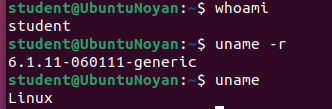 student@UbuntuNoyan:~$ whoami
student
student@UbuntuNoyan:~$ uname -r
6.1.11-060111-generic
student@UbuntuNoyan:~$ uname
Linux